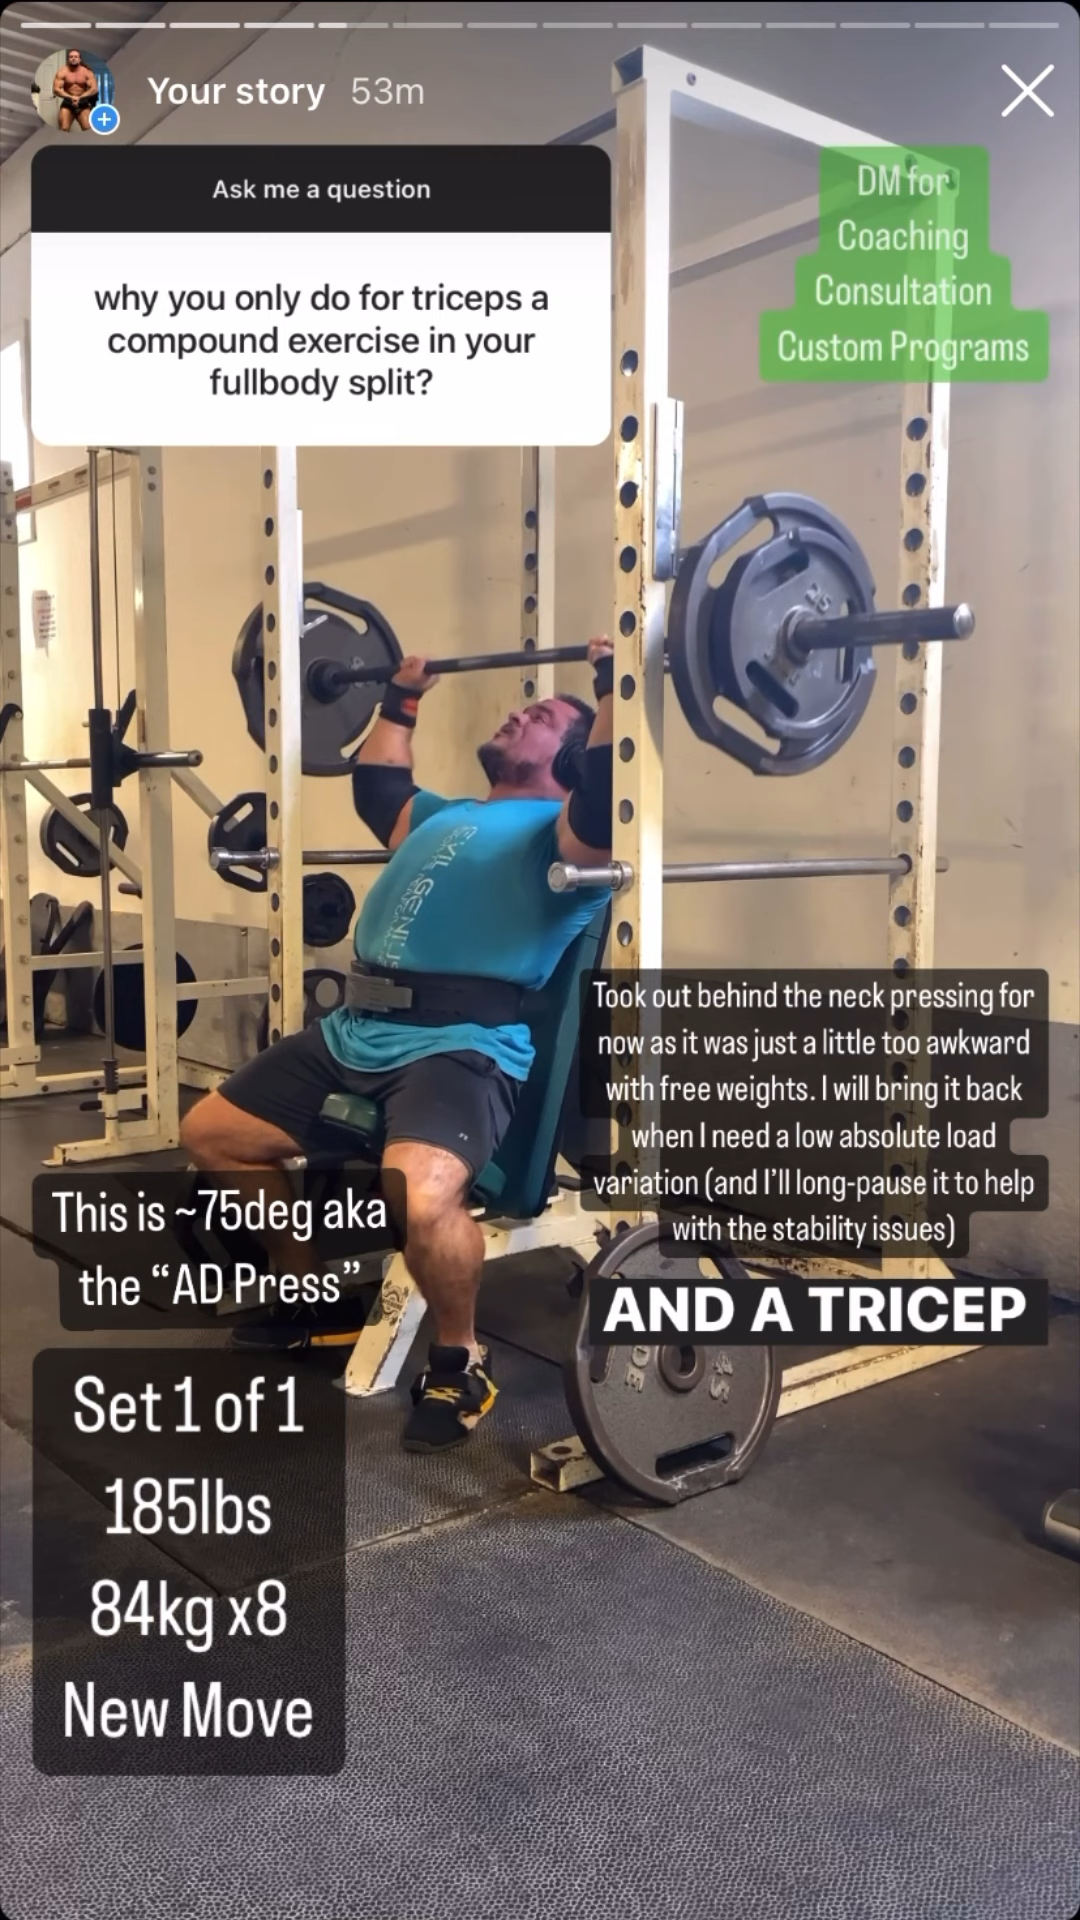 Your story 53m
Ask me a question
why you only do for triceps a
compound exercise in your
fullbody split?
DM for
Coaching
Consultation
Custom Programs
EVIL GENIUS
Took out behind the neck pressing for
now as it was just a little too awkward
with free weights. I will bring it back
when I need a low absolute load
variation (and I'll long-pause it to help
with the stability issues)
This is ~75deg aka
the “AD Press”
AND A TRICEP
45
Set 1 of 1
185lbs
84kg x8
New Move